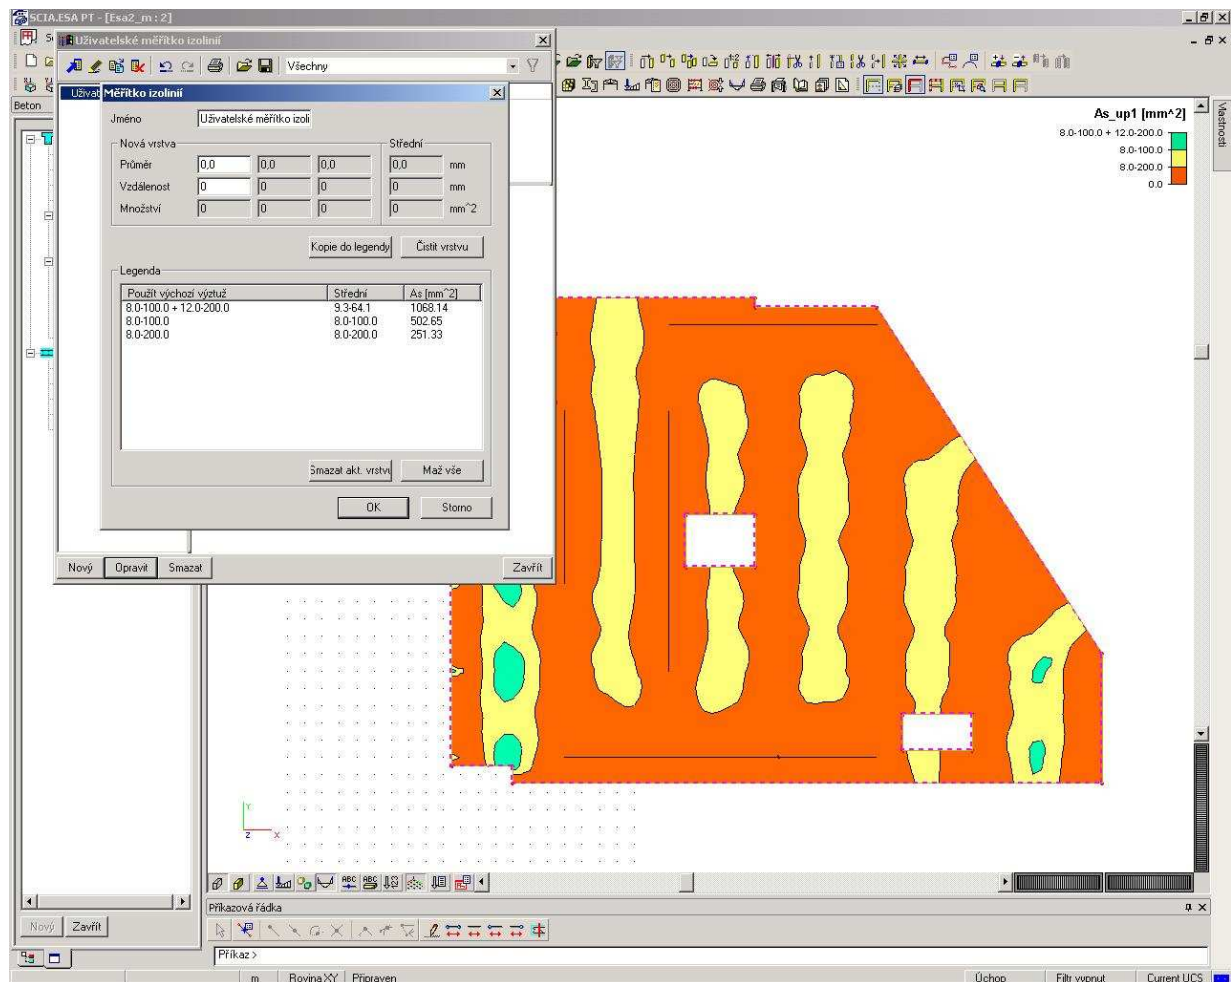 SCIA.ESA PT - [Esa2_m : 2]
Uživatelské měřítko izolinií
Všechny
Beton
Měřítko izolinií
Jméno
Uživatelské měřítko izoli
Nová vrstva
Střední
Průměr
0,0
0,0
0,0
0,0
mm
Vzdálenost
0
0
0
0
mm
Množství
0
0
0
0
mm^2
Kopie do legendy
Čistit vrstvu
Legenda
Použít výchozí výztuž
Střední
As [mm^2]
8.0-100.0 + 12.0-200.0
9.3-64.1
1068.14
8.0-100.0
8.0-100.0
502.65
8.0-200.0
8.0-200.0
251.33
Smazat akt. vrstvu
Maž vše
OK
Storno
Nový
Opravit
Smazat
Zavřít
As_up1 [mm^2]
8.0-100.0 + 12.0-200.0
8.0-100.0
8.0-200.0
0.0
Vlastnosti
Y
Z
X
Nový
Zavřít
ABC
ABC
Příkazová řádka
Příkaz >
m
Rovina XY
Připraven
Úchop
Filtr vypnut
Current UCS